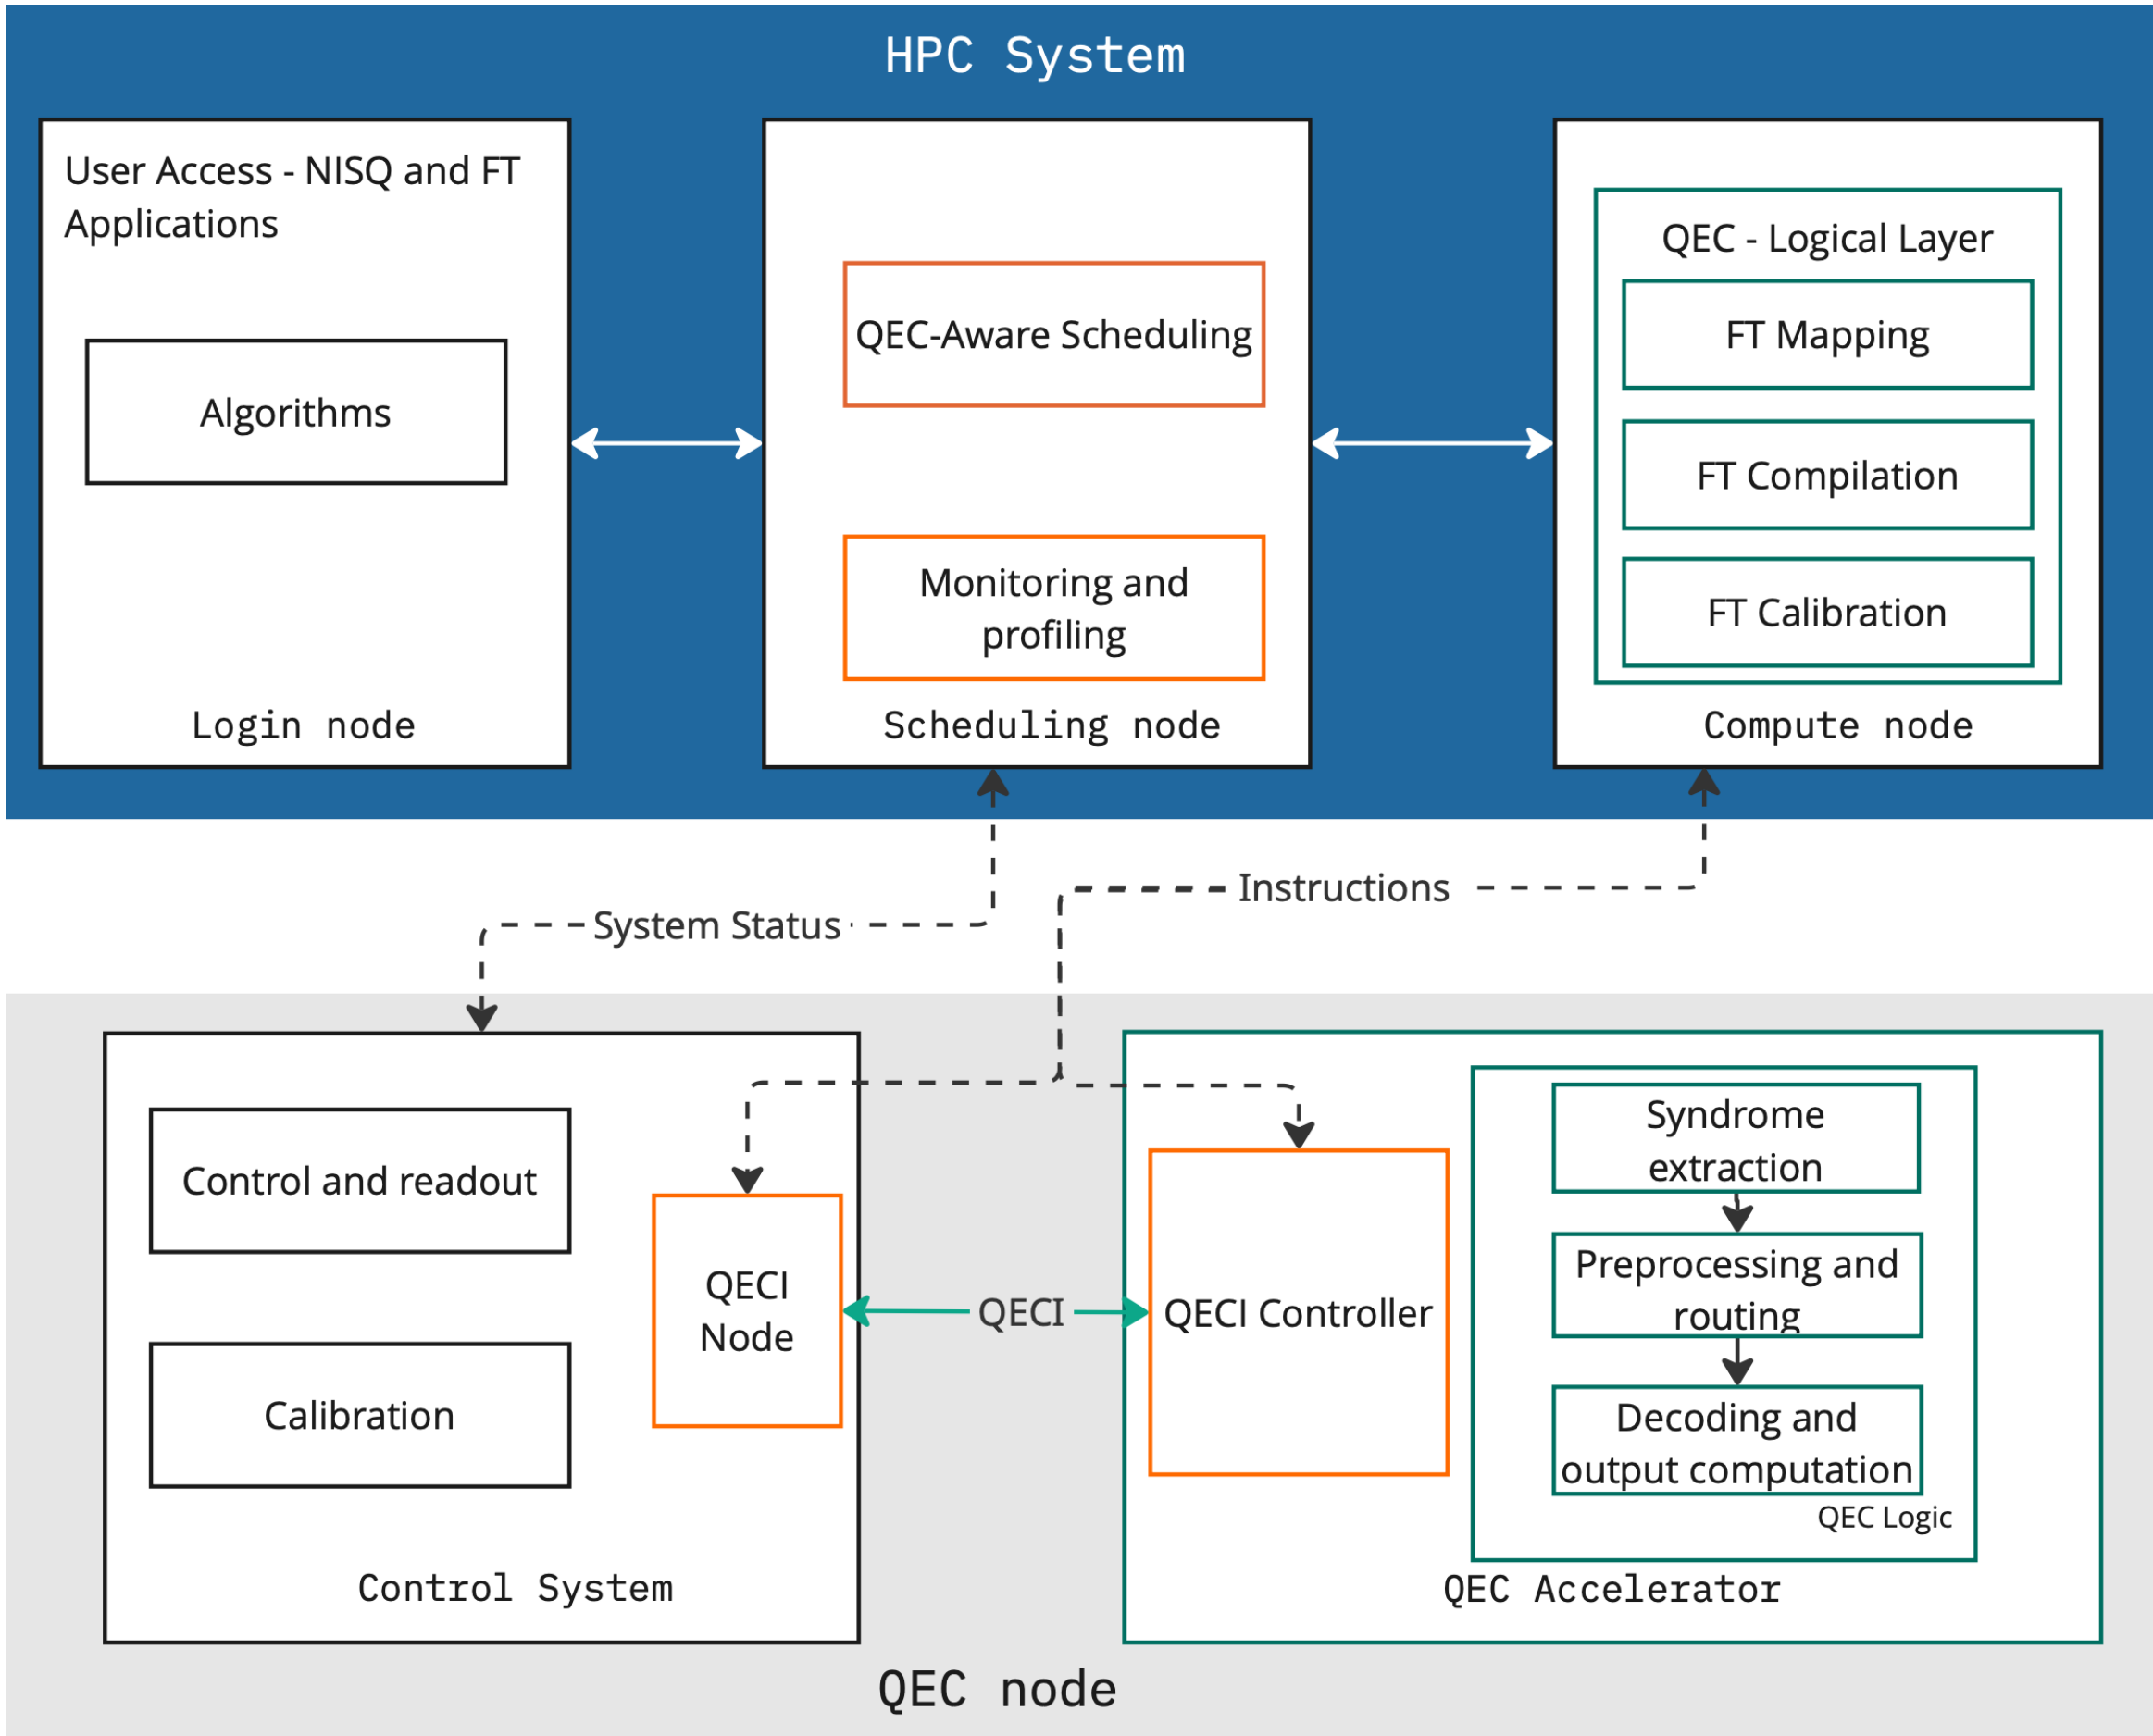 HPC System
User Access - NISQ and FT
Applications
Algorithms
Login node
QEC-Aware Scheduling
Monitoring and
profiling
Scheduling node
QEC - Logical Layer
FT Mapping
FT Compilation
FT Calibration
Compute node
Instructions
System Status
Control and readout
Calibration
QECI
Node
Control System
QECI
QECI Controller
Syndrome
extraction
Preprocessing and
routing
Decoding and
output computation
QEC Logic
QEC Accelerator
QEC node